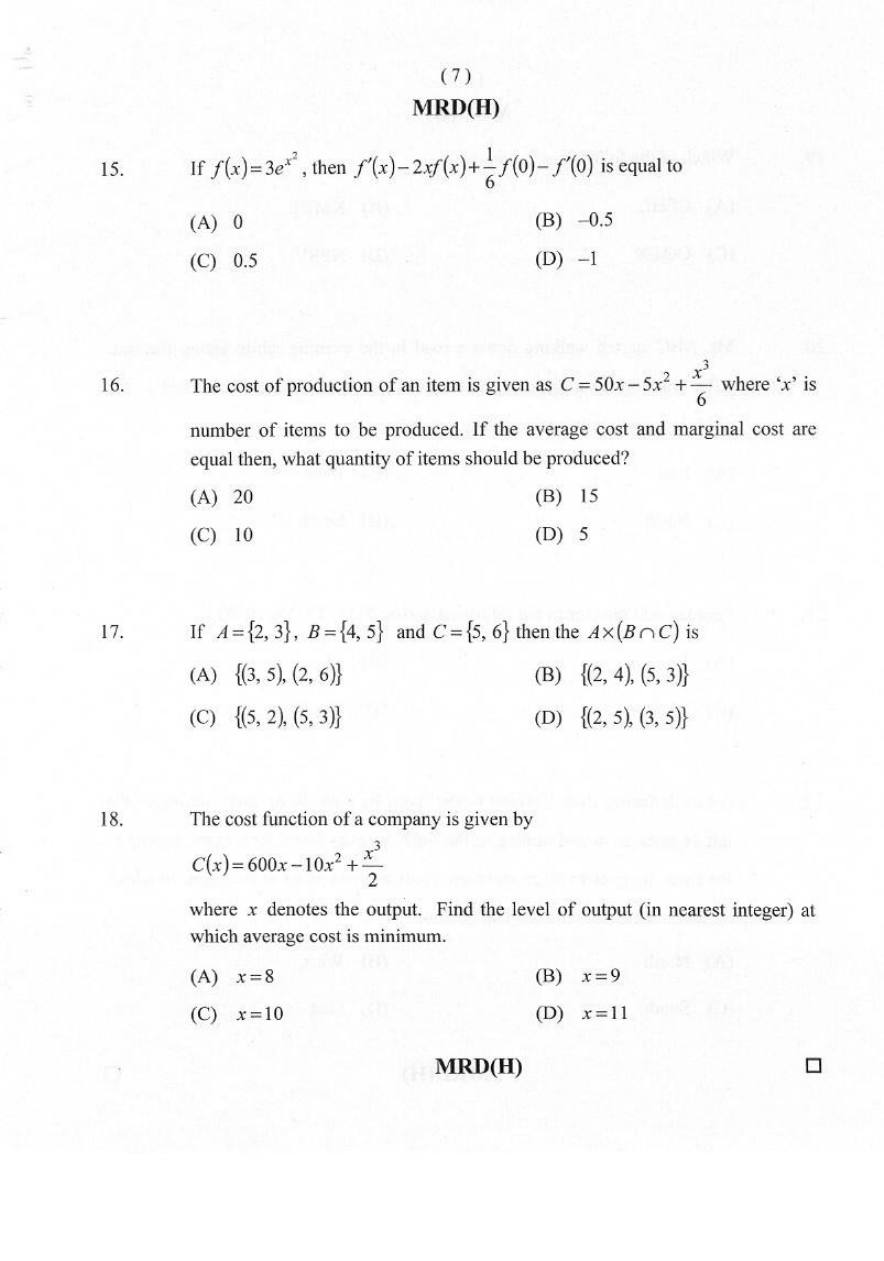 ( 7 )
MRD(H)
15. If f(x)=3e^{x^2}, then f′(x)−2xf(x)+\frac{1}{6}f(0)−f′(0) is equal to
(A) 0 (B) –0.5
(C) 0.5 (D) –1
16. The cost of production of an item is given as C=50x−5x^2+\frac{x^3}{6} where ‘x’ is
number of items to be produced. If the average cost and marginal cost are
equal then, what quantity of items should be produced?
(A) 20 (B) 15
(C) 10 (D) 5
17. If A={2, 3}, B={4, 5} and C={5, 6} then the A×(B∩C) is
(A) {(3, 5), (2, 6)} (B) {(2, 4), (5, 3)}
(C) {(5, 2), (5, 3)} (D) {(2, 5), (3, 5)}
18. The cost function of a company is given by
C(x)=600x−10x^2+\frac{x^3}{2}
where x denotes the output. Find the level of output (in nearest integer) at
which average cost is minimum.
(A) x=8 (B) x=9
(C) x=10 (D) x=11
MRD(H)